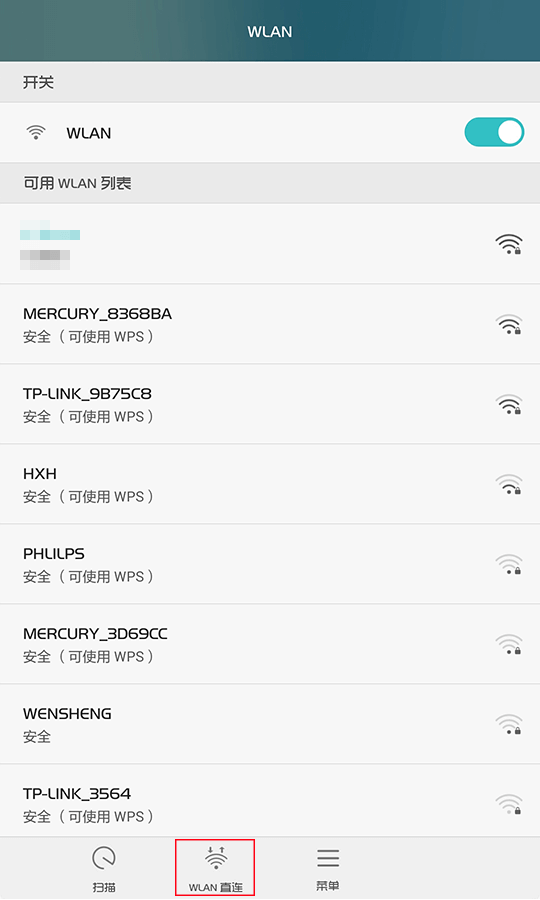 WLAN
开关
WLAN
可用 WLAN 列表
MERCURY_8368BA
安全（可使用 WPS）
TP-LINK_9B75C8
安全（可使用 WPS）
HXH
安全（可使用 WPS）
PHLILPS
安全（可使用 WPS）
MERCURY_3D69CC
安全（可使用 WPS）
WENSHENG
安全
TP-LINK_3564
安全（可使用 WPS）
扫描
WLAN 直连
菜单